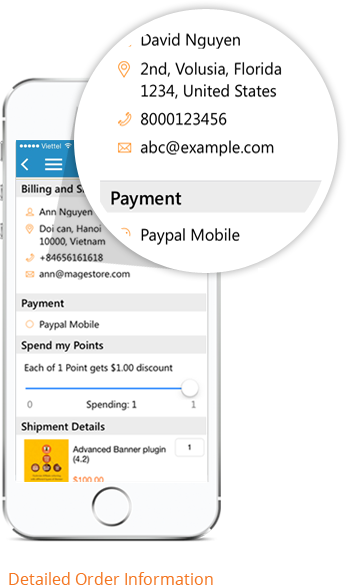 David Nguyen
2nd, Volusia, Florida
1234, United States
8000123456
abc@example.com
Payment
Paypal Mobile
Viettel
Billing and S
Ann Nguyen
Doi can, Hanoi
10000, Vietnam
+84656161618
ann@magestore.com
Payment
Paypal Mobile
Spend my Points
Each of 1 Point gets $1.00 discount
0 Spending: 1 1
Shipment Details
Advanced Banner plugin 1
(4.2)
$100.00
Detailed Order Information